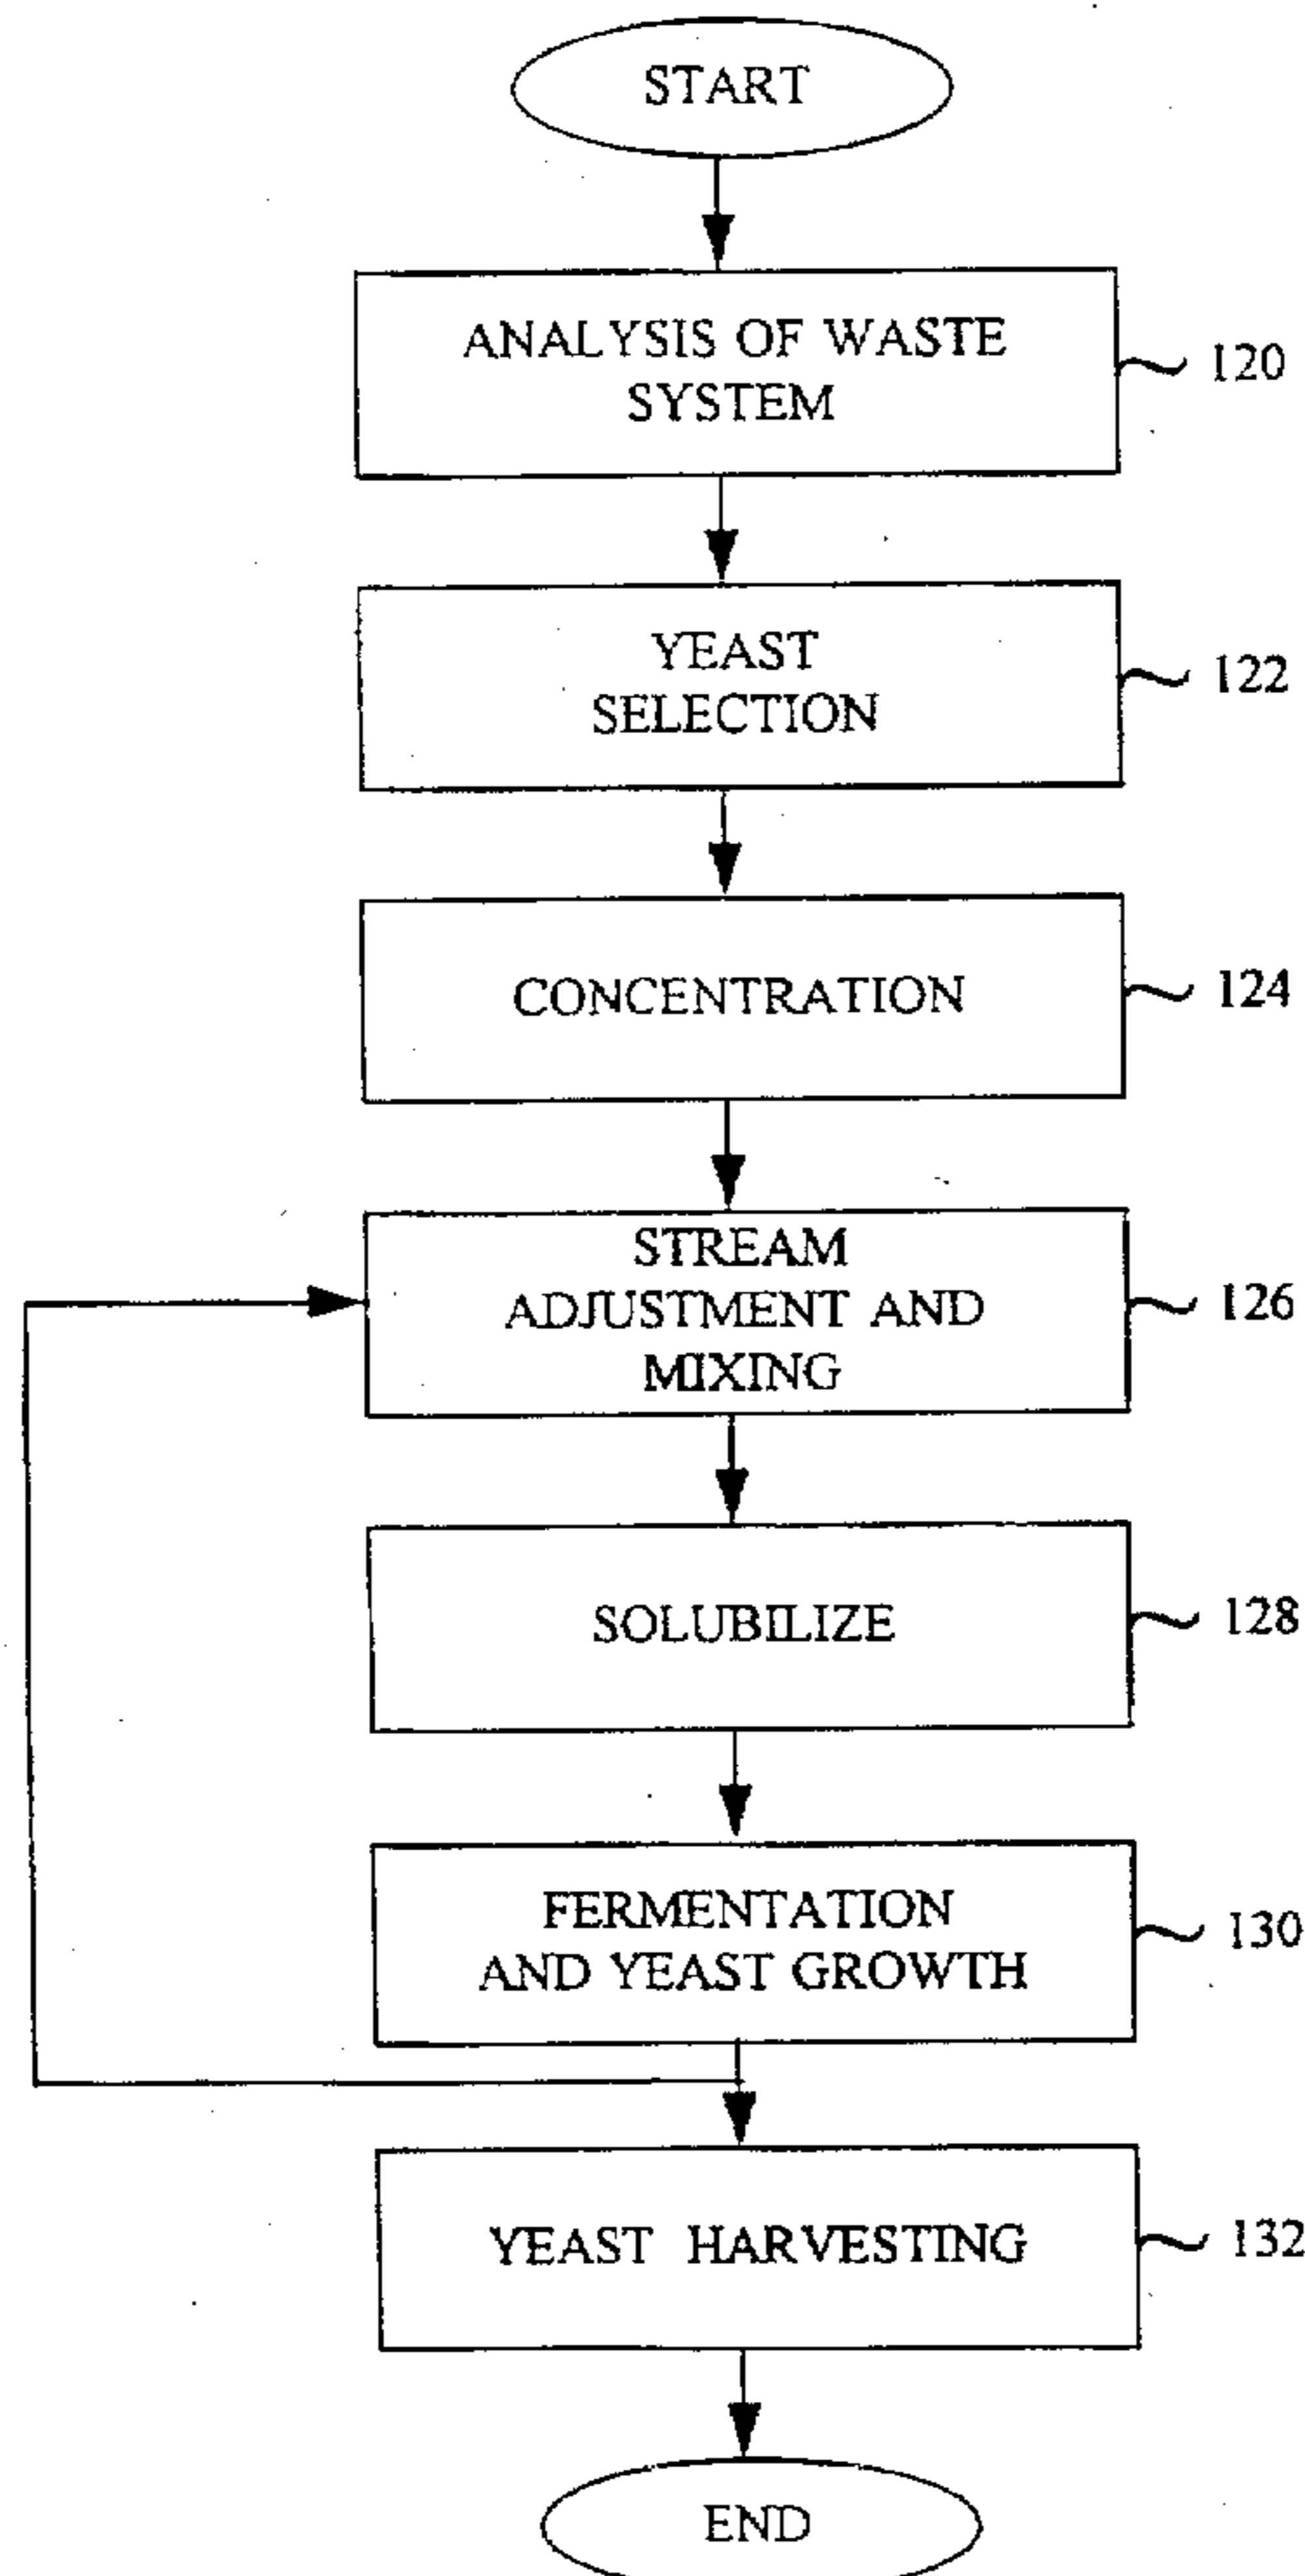 START
ANALYSIS OF WASTE
SYSTEM
120
YEAST
SELECTION
122
CONCENTRATION
124
STREAM
ADJUSTMENT AND
MIXING
126
SOLUBILIZE
128
FERMENTATION
AND YEAST GROWTH
130
YEAST HARVESTING
132
END